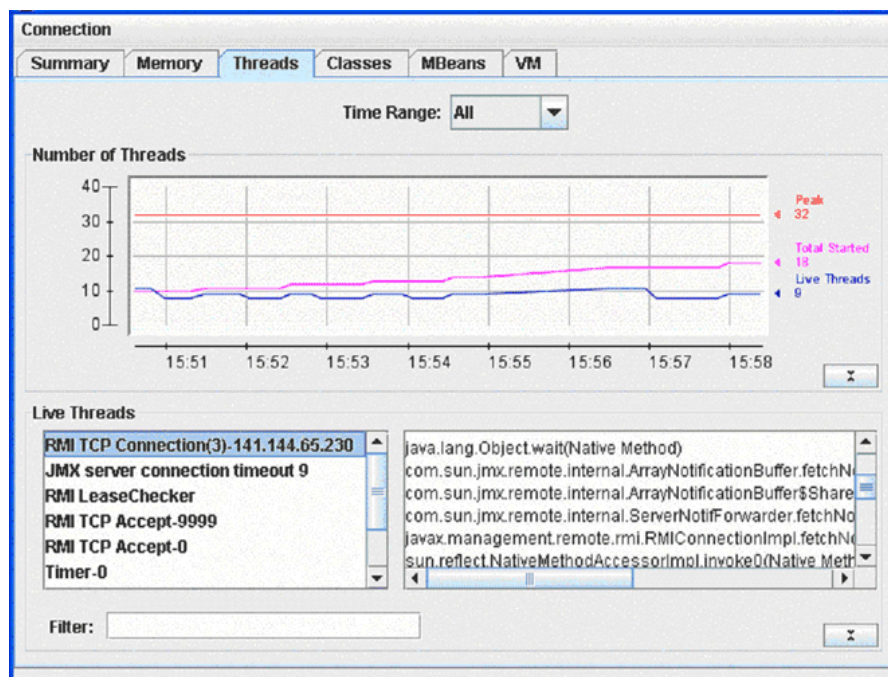 Connection
Summary Memory Threads Classes MBeans VM
Time Range: All
Number of Threads
40
30
20
10
0
Peak
32
Total Started
18
Live Threads
9
15:51 15:52 15:53 15:54 15:55 15:56 15:57 15:58
Live Threads
RMI TCP Connection(3)-141.144.65.230
JMX server connection timeout 9
RMI LeaseChecker
RMI TCP Accept-9999
RMI TCP Accept-0
Timer-0
java.lang.Object.wait(Native Method)
com.sun.jmx.remote.internal.ArrayNotificationBuffer.fetchNo
com.sun.jmx.remote.internal.ArrayNotificationBuffer$Share
com.sun.jmx.remote.internal.ServerNotifForwarder.fetchNo
javax.management.remote.rmi.RMIConnectionImpl.fetchNo
sun.reflect.NativeMethodAccessorImpl.invoke0(Native Meth
Filter: